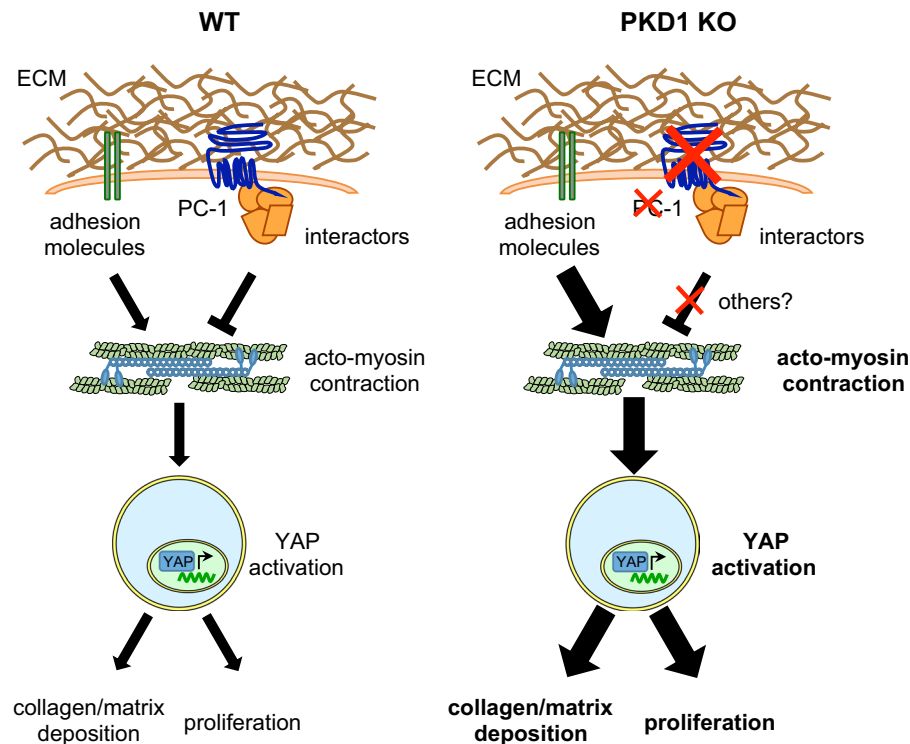 WT
ECM
PC-1
adhesion
molecules
interactors
acto-myosin
contraction
YAP
YAP
activation
collagen/matrix
deposition
proliferation
PKD1 KO
ECM
PC-1
adhesion
molecules
interactors
others?
acto-myosin
contraction
YAP
YAP
activation
collagen/matrix
deposition
proliferation